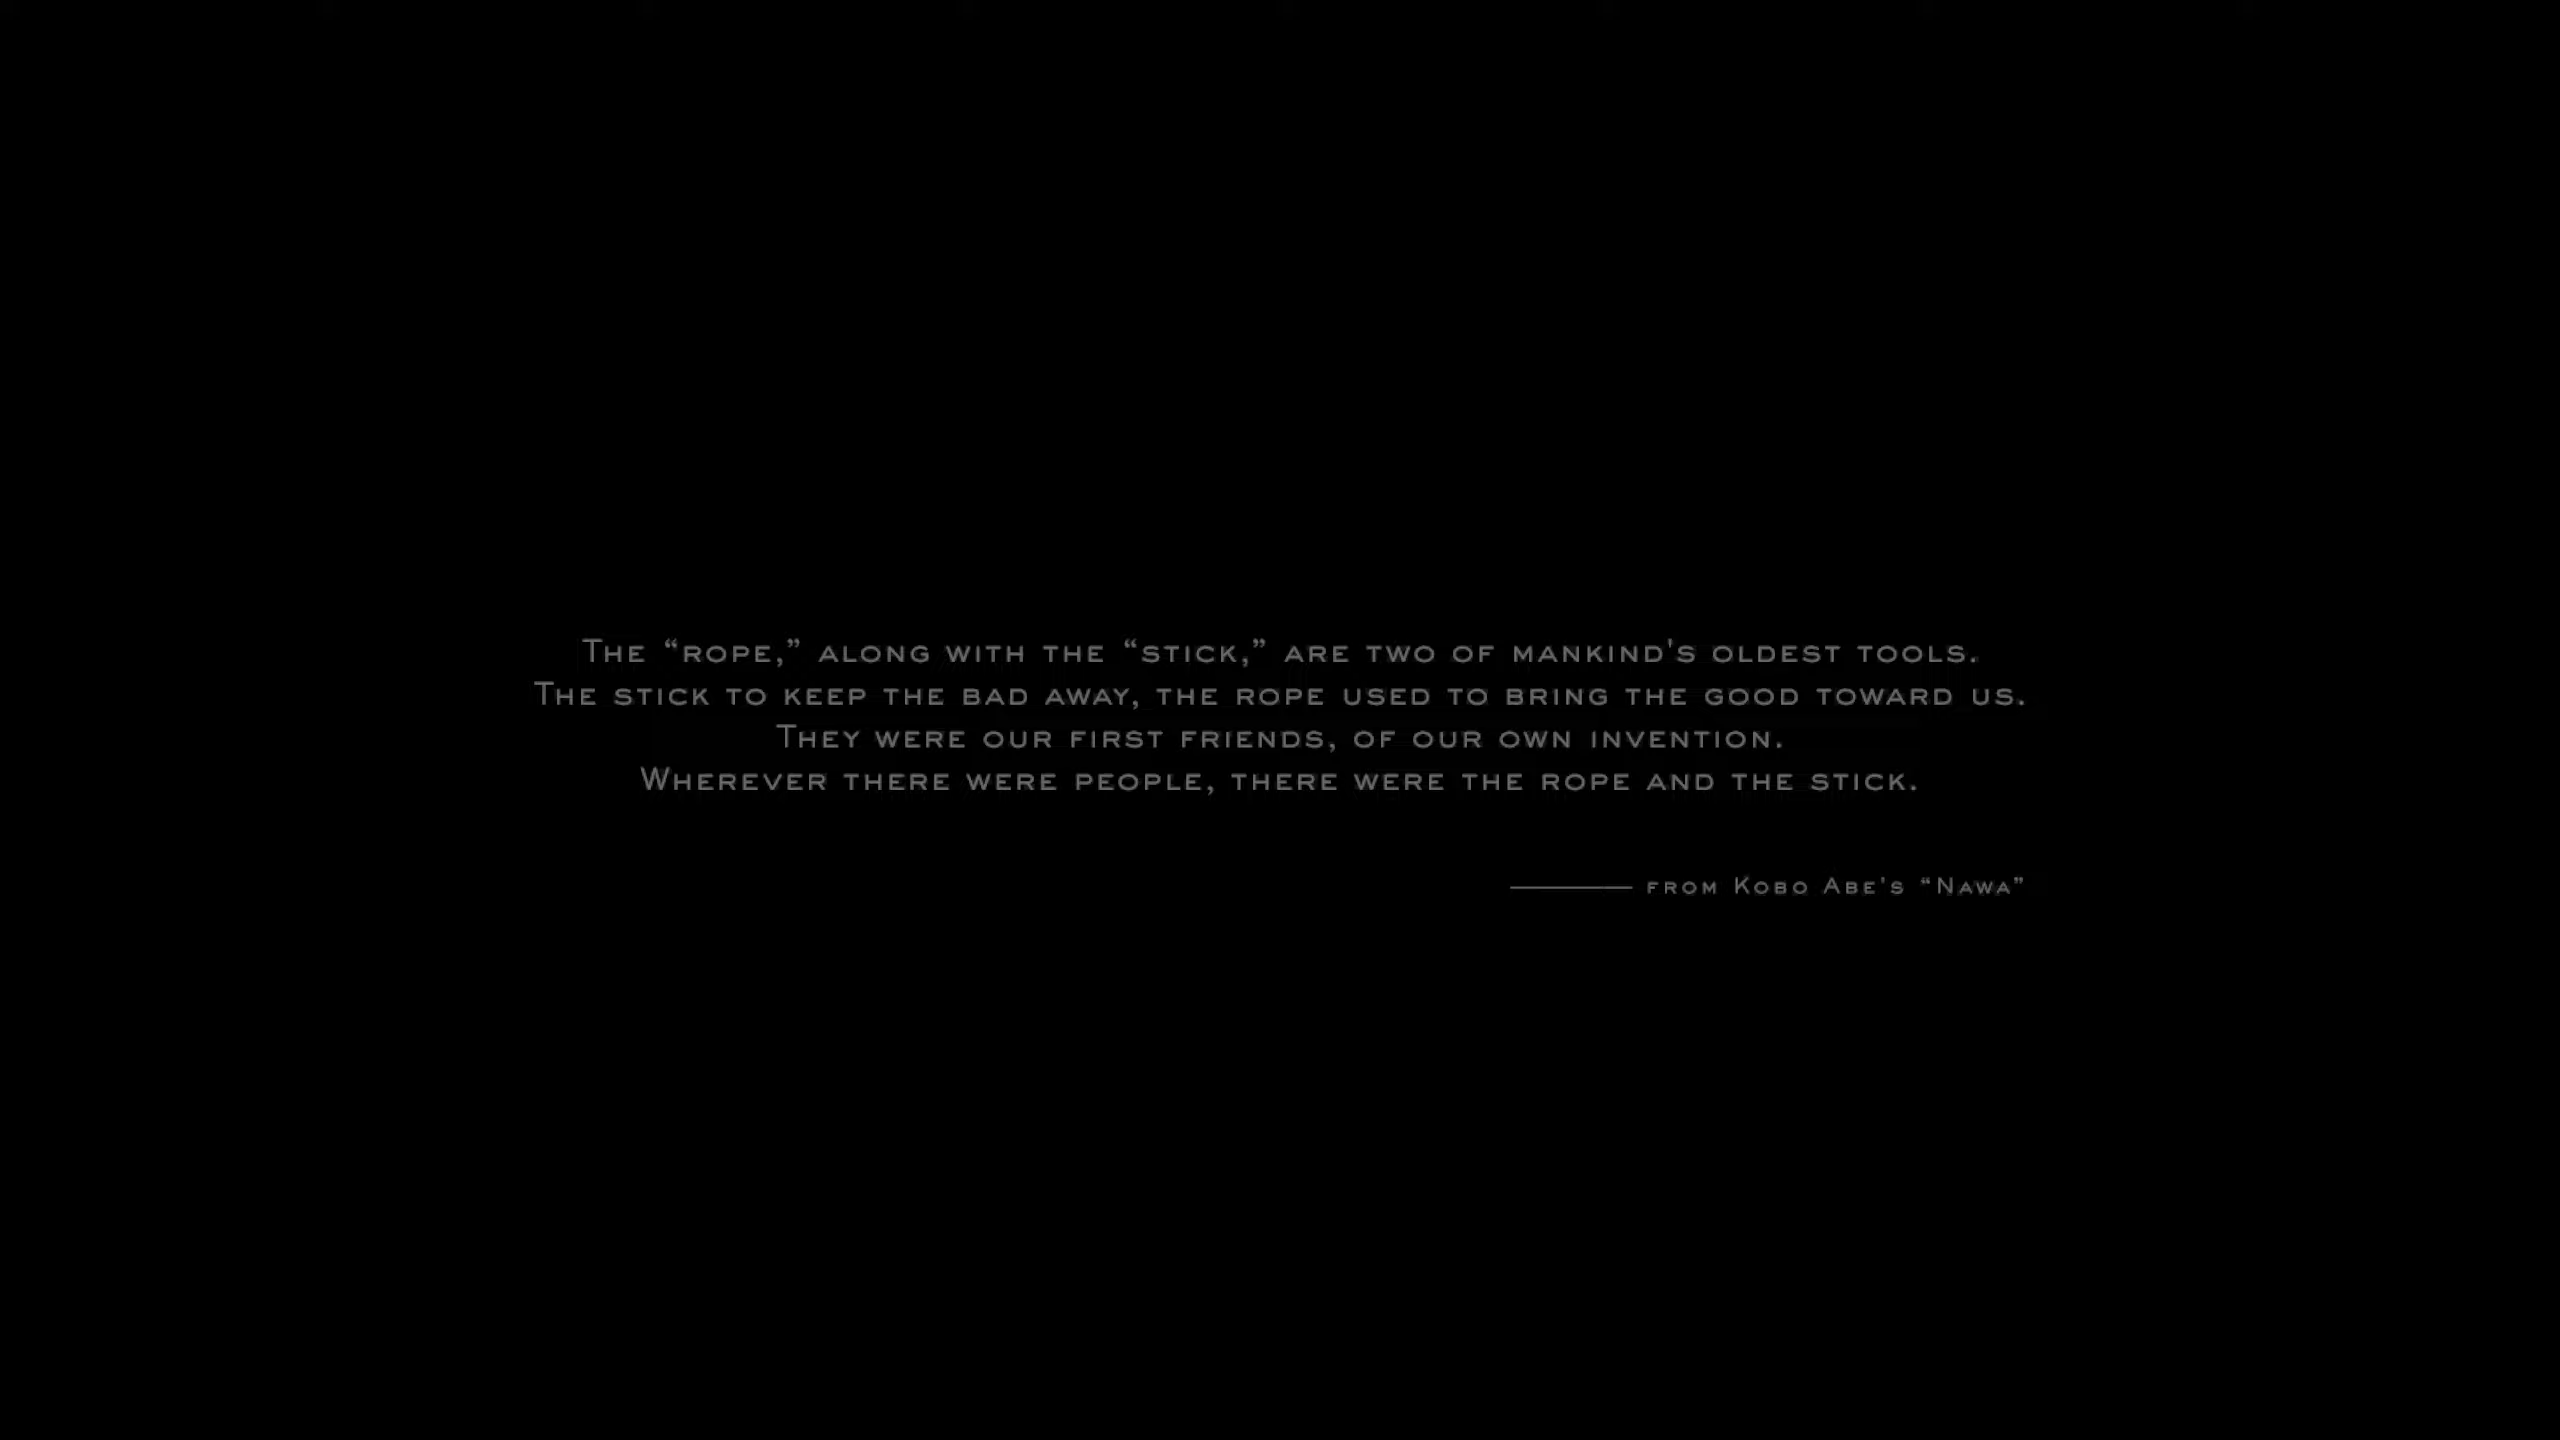 The “rope,” along with the “stick,” are two of mankind's oldest tools.
The stick to keep the bad away, the rope used to bring the good toward us.
They were our first friends, of our own invention.
Wherever there were people, there were the rope and the stick.
——— from Kobo Abe's “Nawa”